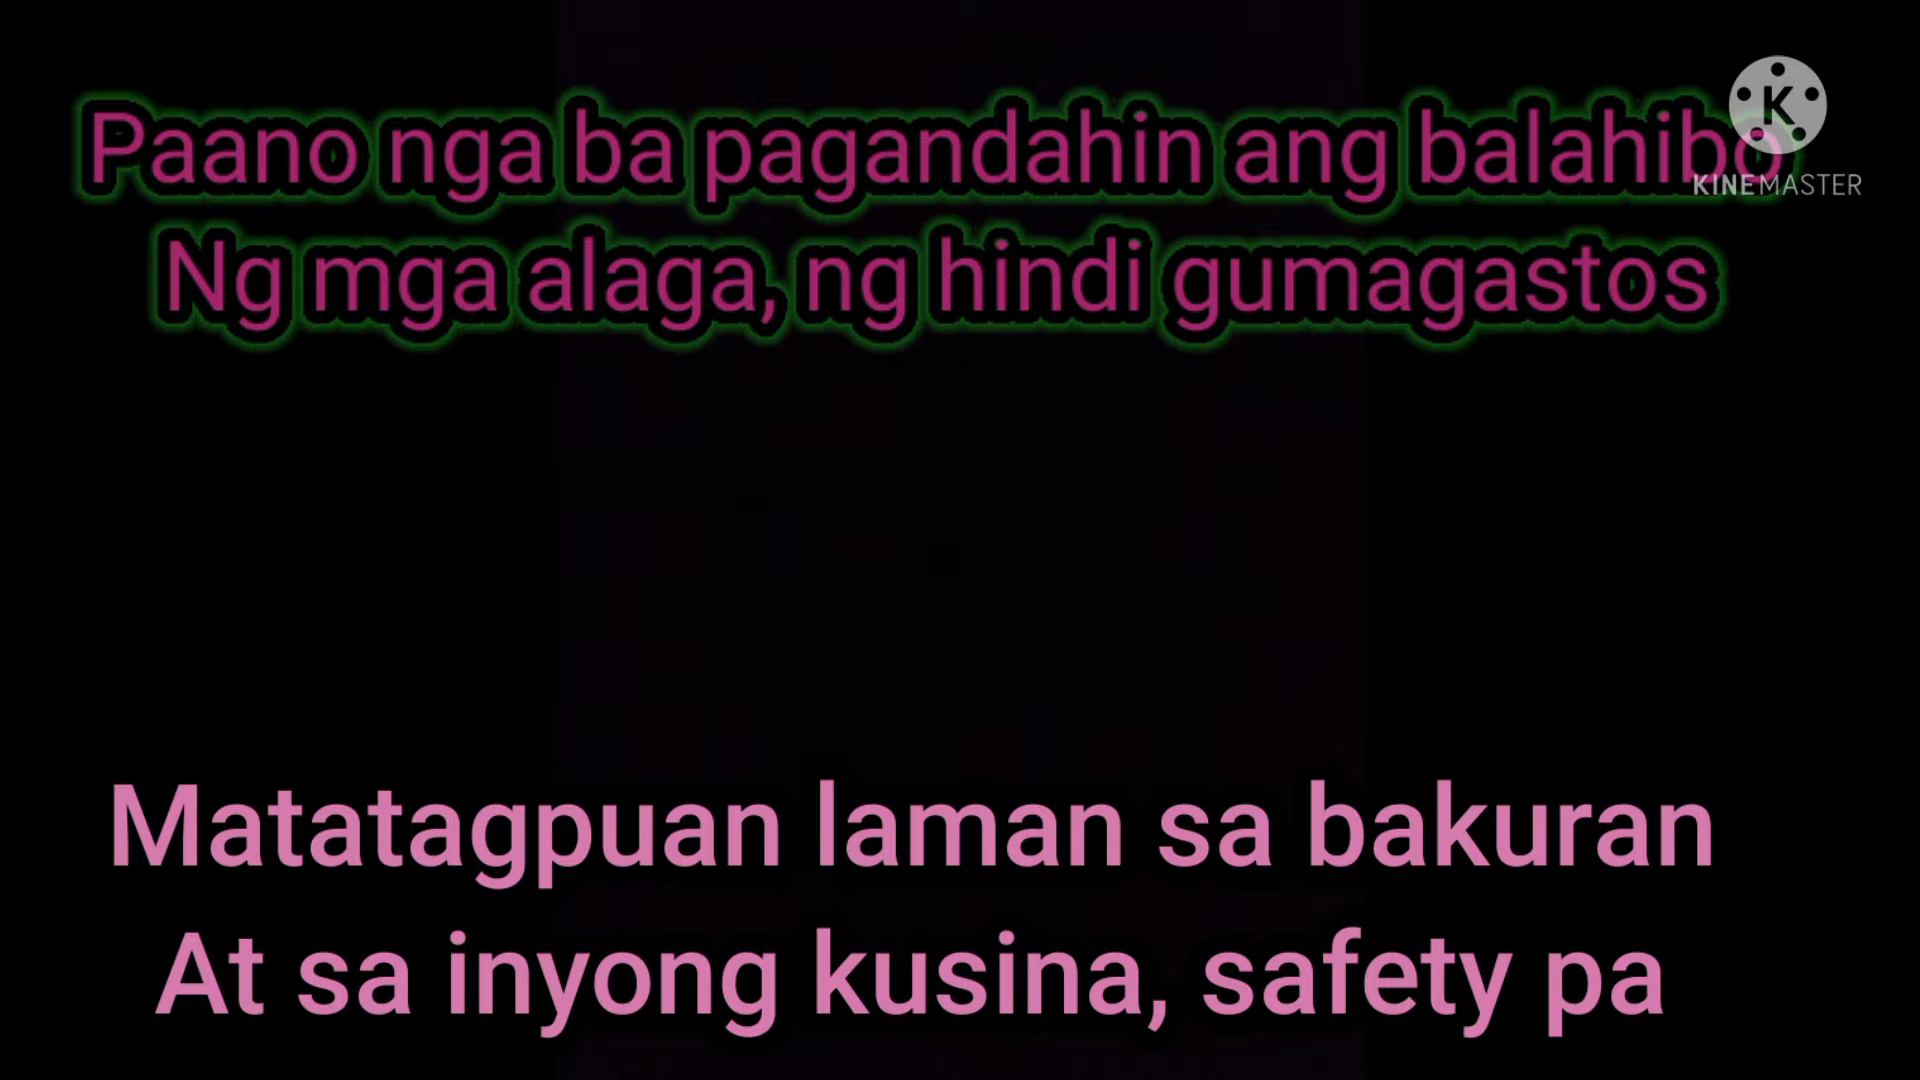 Paano nga ba pagandahin ang balahibo
KINEMASTER
Ng mga alaga, ng hindi gumagastos
Matatagpuan laman sa bakuran
At sa inyong kusina, safety pa